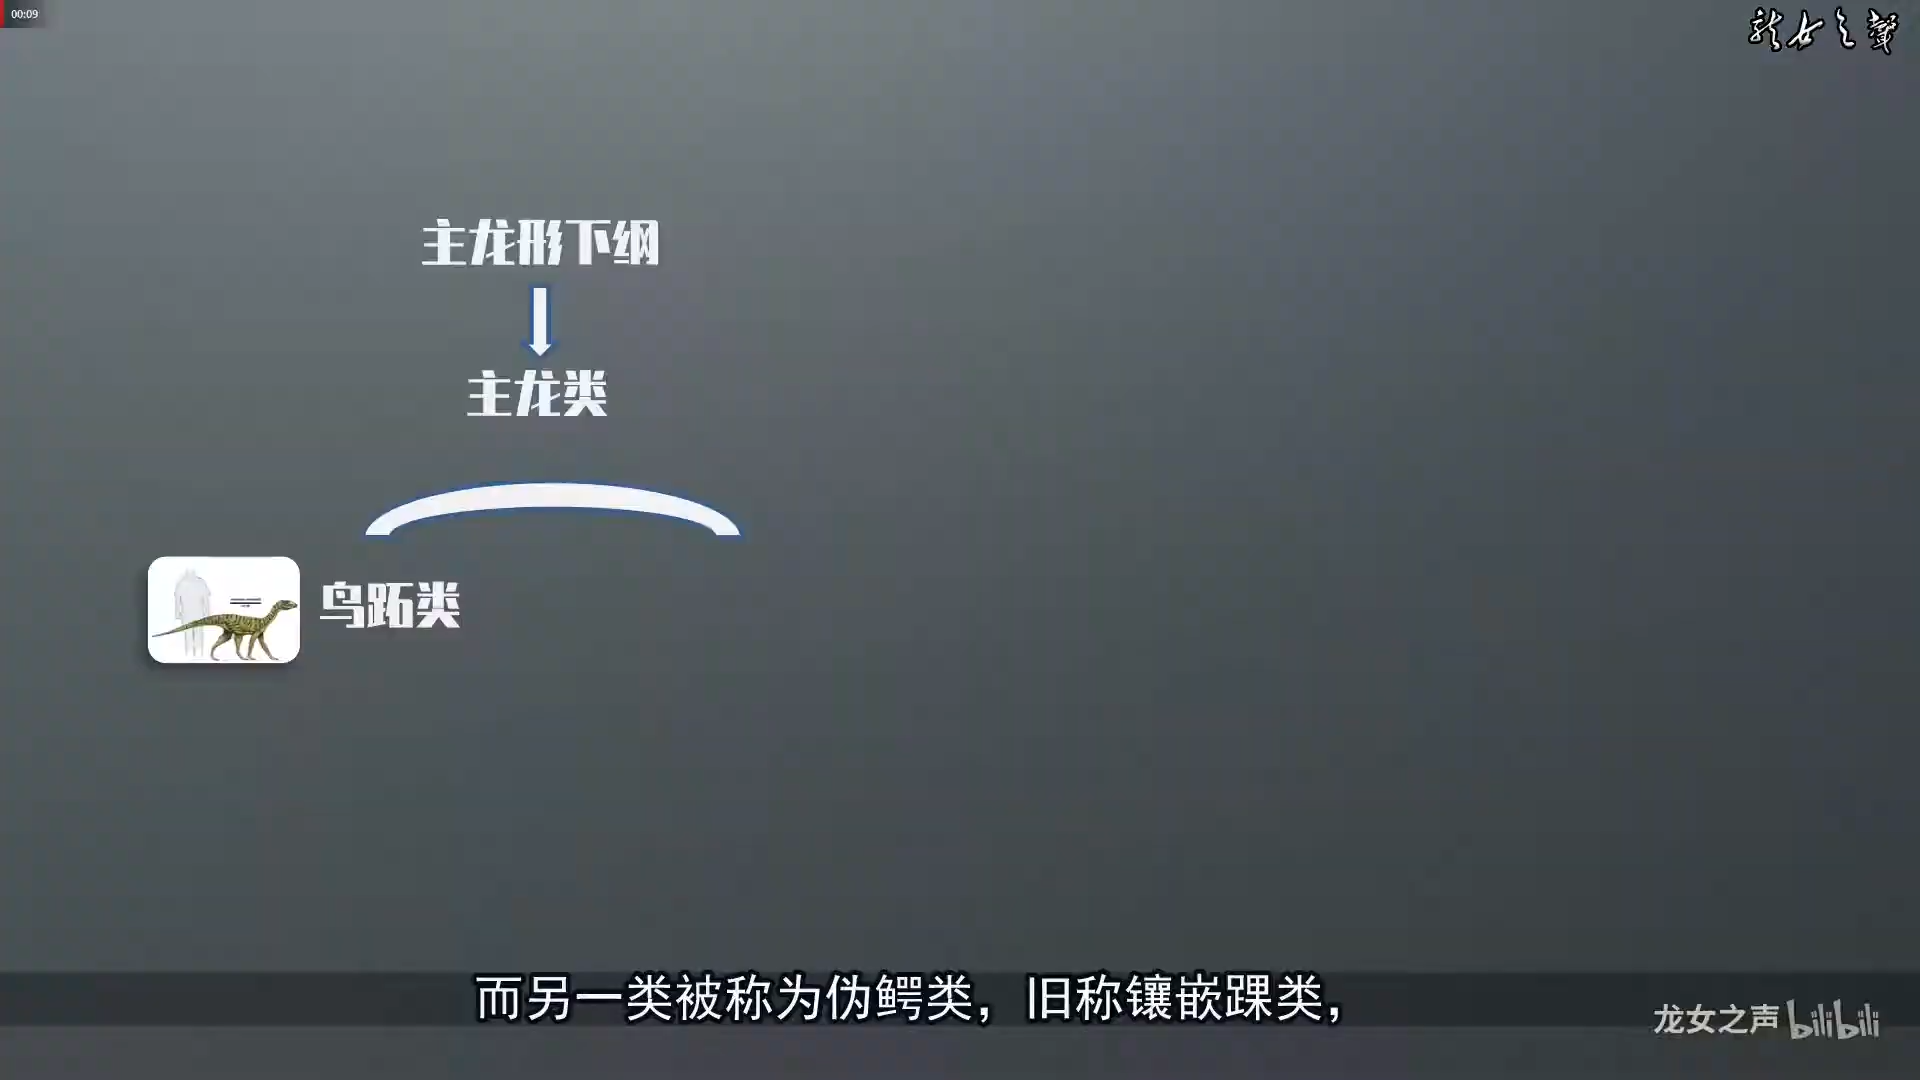 00:09
龍女之聲
主龙形下纲
主龙类
鸟跖类
而另一类被称为伪鳄类，旧称镶嵌踝类，
龙女之声 bilibili